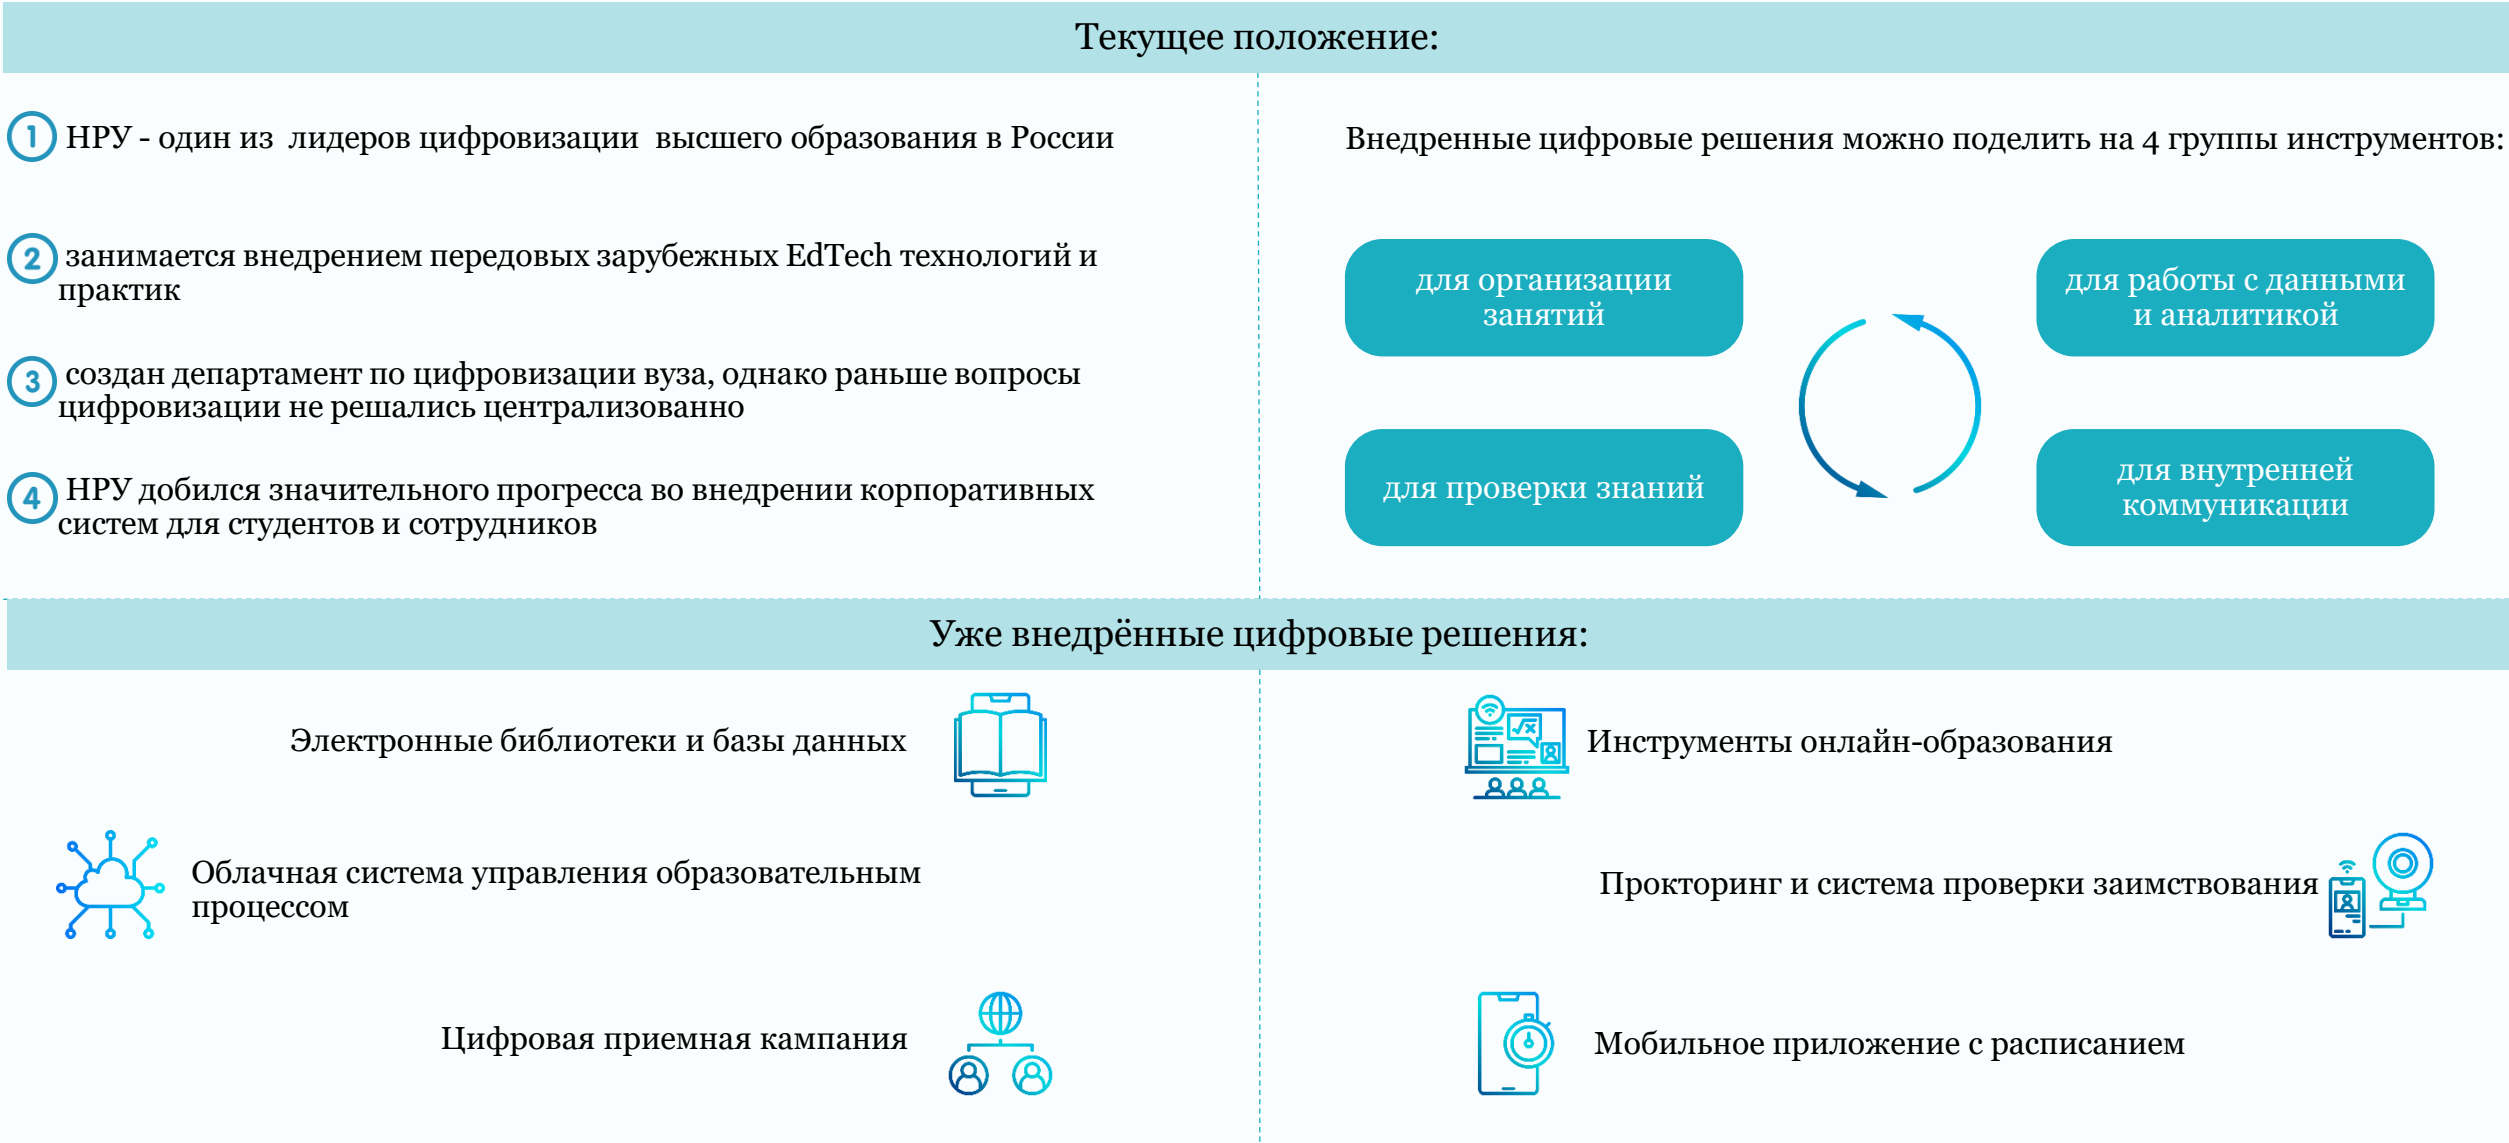 Текущее положение:
1 НРУ - один из лидеров цифровизации высшего образования в России
2 занимается внедрением передовых зарубежных EdTech технологий и
практик
3 создан департамент по цифровизации вуза, однако раньше вопросы
цифровизации не решались централизованно
4 НРУ добился значительного прогресса во внедрении корпоративных
систем для студентов и сотрудников
Внедренные цифровые решения можно поделить на 4 группы инструментов:
для организации
занятий
для работы с данными
и аналитикой
для проверки знаний
для внутренней
коммуникации
Уже внедрённые цифровые решения:
Электронные библиотеки и базы данных
Облачная система управления образовательным
процессом
Цифровая приемная кампания
Инструменты онлайн-образования
Прокторинг и система проверки заимствования
Мобильное приложение с расписанием